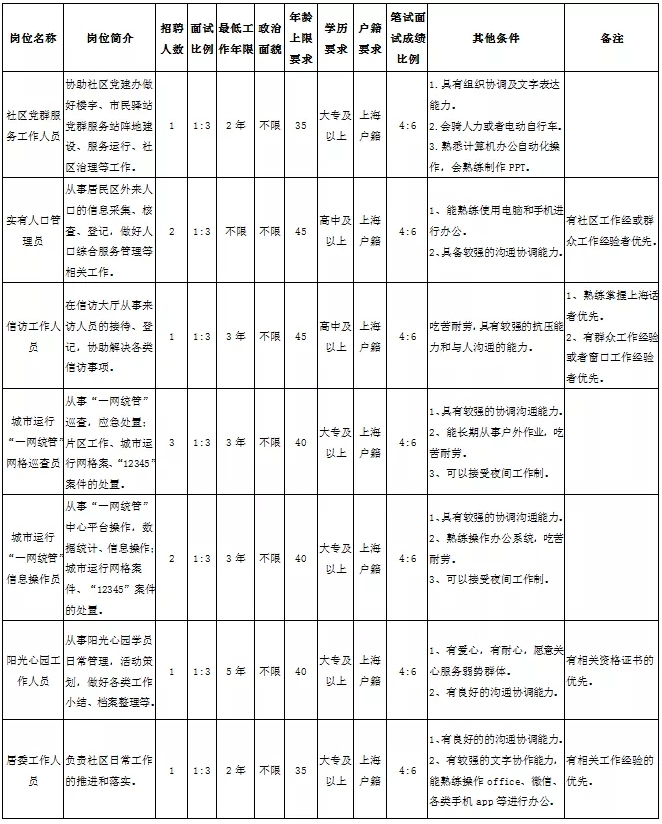 岗位名称 岗位简介 招聘人数 面试比例 最低工作年限 政治面貌 年龄上限要求 学历要求 户籍要求 笔试面试成绩比例 其他条件 备注
社区党群服务工作人员
协助社区党建办做
好楼宇、市民驿站
党群服务站阵地建
设、服务运行、社
区治理等工作。
1 1:3 2年 不限 35 大专及以上 上海户籍 4:6
1.具有组织协调及文字表达
能力。
2.会骑人力或者电动自行车。
3.熟悉计算机办公自动化操
作，会熟练制作PPT。
实有人口管理员
从事居民区外来人
口的信息采集、核
查、登记，做好人
口综合服务管理等
相关工作。
2 1:3 不限 不限 45 高中及以上 上海户籍 4:6
1、能熟练使用电脑和手机进
行办公。
2、具备较强的沟通协调能力。
有社区工作经或群
众工作经验者优先。
信访工作人员
在信访大厅从事来
访人员的接待、登
记，协助解决各类
信访事项。
1 1:3 3年 不限 45 高中及以上 上海户籍 4:6
吃苦耐劳，具有较强的抗压能
力和与人沟通的能力。
1、熟练掌握上海话
者优先。
2、有群众工作经验
或者窗口工作经验
者优先。
城市运行
“一网统管”
网格巡查员
从事“一网统管”
巡查，应急处置；
片区工作、城市运
行网格案、“12345”
案件的处置。
3 1:3 3年 不限 40 大专及以上 上海户籍 4:6
1、具有较强的协调沟通能力。
2、能长期从事户外作业，吃
苦耐劳。
3、可以接受夜间工作制。
城市运行
“一网统管”
信息操作员
从事“一网统管”
中心平台操作，数
据统计、信息操作；
城市运行网格案
件、“12345”案件
的处置。
2 1:3 3年 不限 40 大专及以上 上海户籍 4:6
1、具有较强的协调沟通能力。
2、熟练操作办公系统，吃苦
耐劳。
3、可以接受夜间工作制。
阳光心园工作人员
从事阳光心园学员
日常管理，活动策
划，做好各类工作
小结、档案整理等。
1 1:3 5年 不限 40 大专及以上 上海户籍 4:6
1、有爱心，有耐心，愿意关
心服务弱势群体。
2、有良好的沟通协调能力。
有相关资格证书的
优先。
居委工作人员
负责社区日常工作
的推进和落实。
1 1:3 2年 不限 35 大专及以上 上海户籍 4:6
1、有良好的的沟通协调能力。
2、有较强的文字协作能力，
能熟练操作office、微信、
各类手机app等进行办公。
有相关工作经验的
优先。